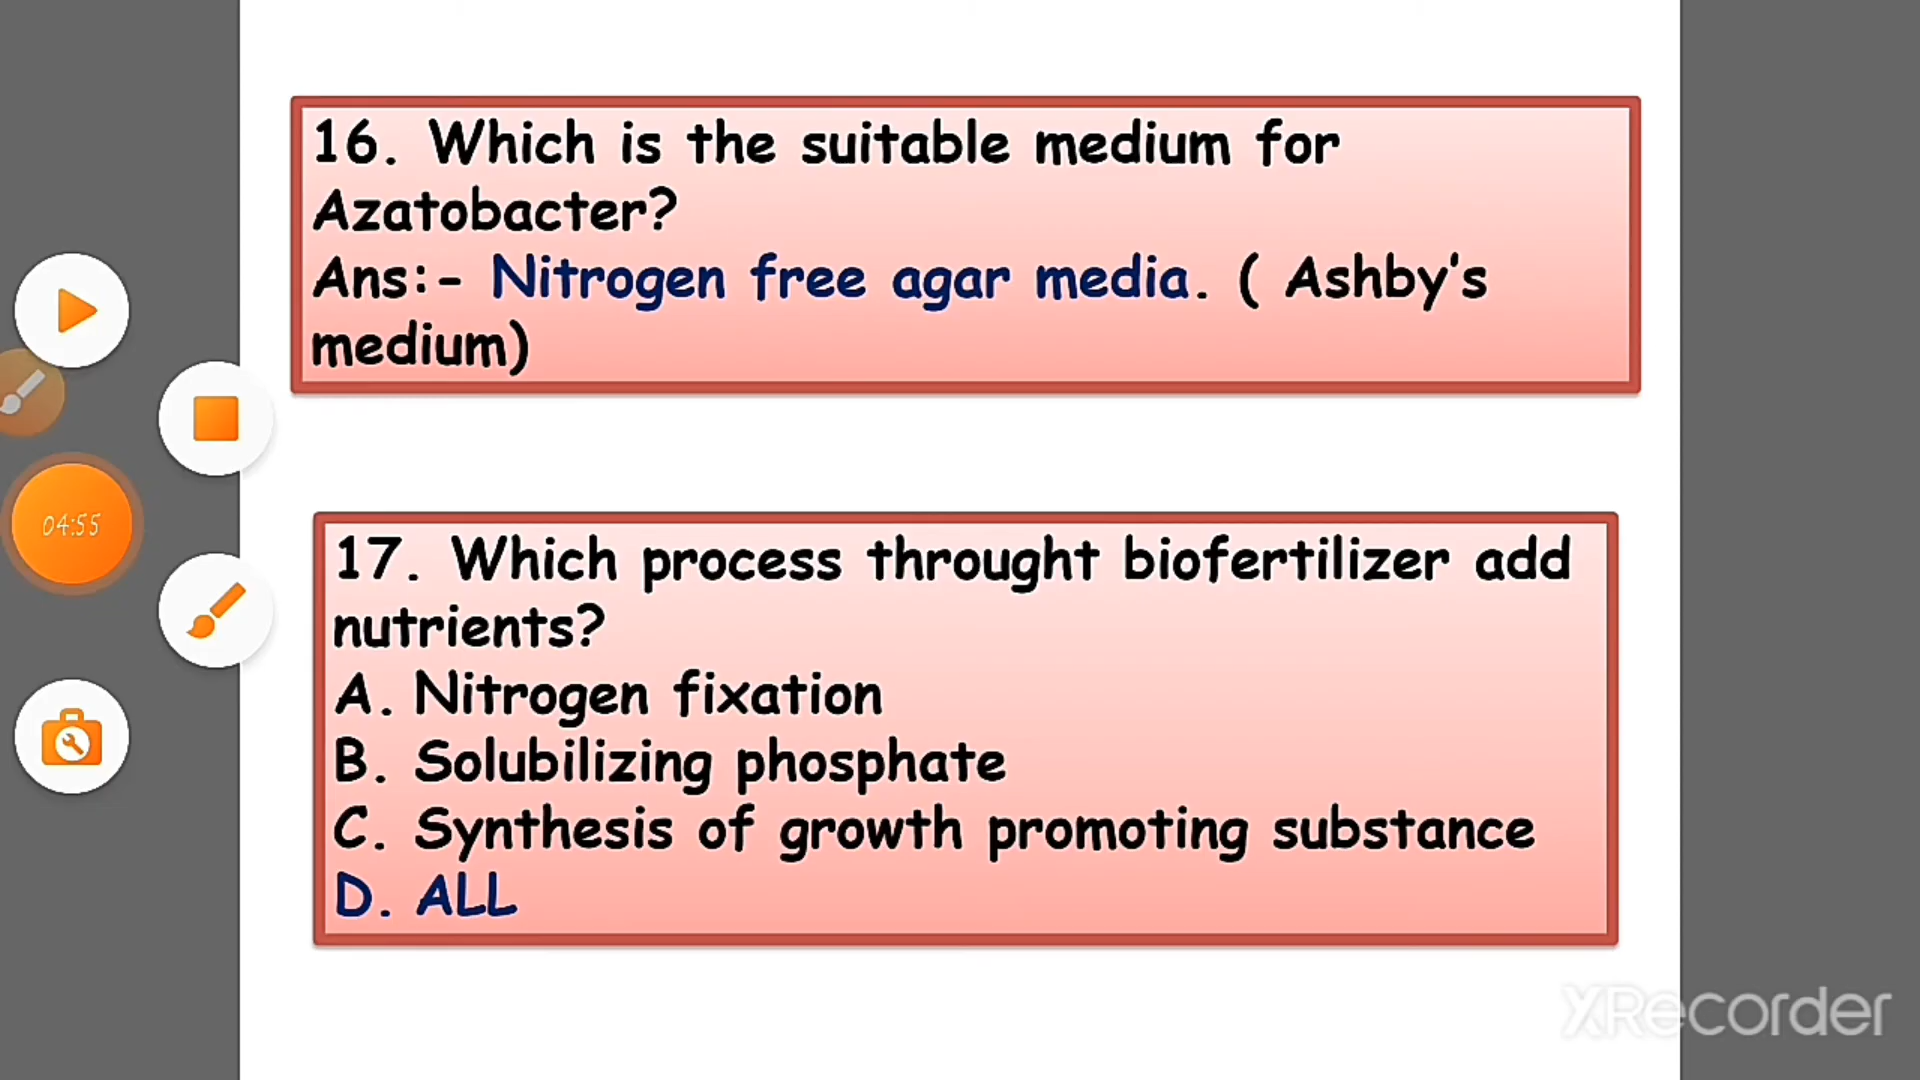 16. Which is the suitable medium for
Azatobacter?
Ans:- Nitrogen free agar media. ( Ashby's
medium)
04:55
17. Which process throught biofertilizer add
nutrients?
A. Nitrogen fixation
B. Solubilizing phosphate
C. Synthesis of growth promoting substance
D. ALL
XRecorder